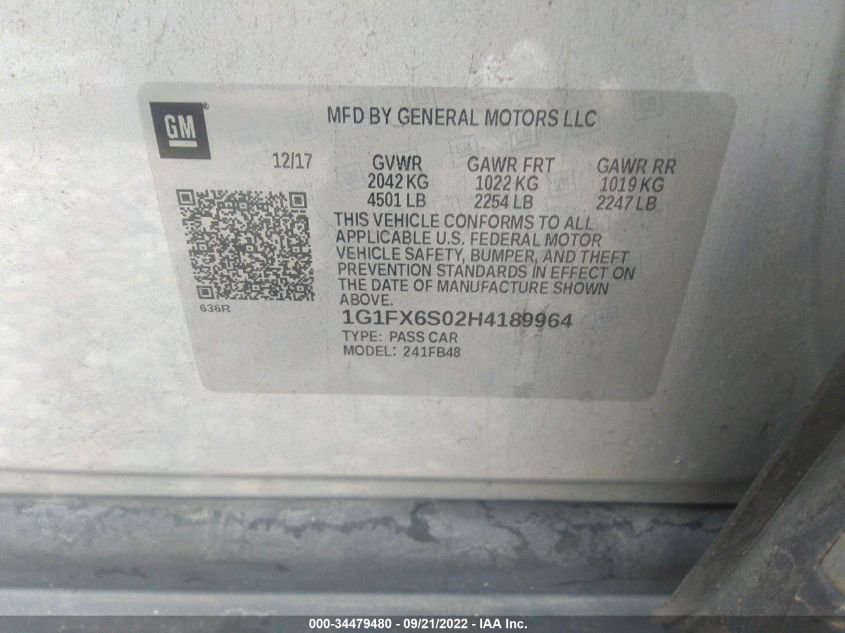 GM
®
MFD BY GENERAL MOTORS LLC
12/17 GVWR GAWR FRT GAWR RR
2042 KG 1022 KG 1019 KG
4501 LB 2254 LB 2247 LB
THIS VEHICLE CONFORMS TO ALL
APPLICABLE U.S. FEDERAL MOTOR
VEHICLE SAFETY, BUMPER, AND THEFT
PREVENTION STANDARDS IN EFFECT ON
THE DATE OF MANUFACTURE SHOWN
ABOVE.
636R
1G1FX6S02H4189964
TYPE: PASS CAR
MODEL: 241FB48
000-34479480 - 09/21/2022 - Copyright © 2022, IAA.